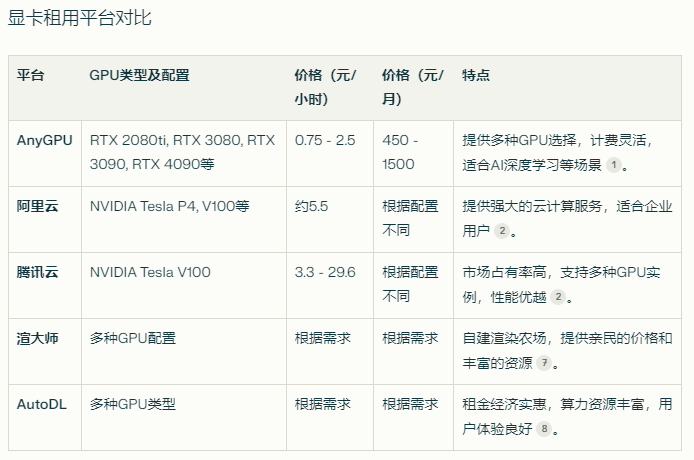 显卡租用平台对比
平台 GPU类型及配置 价格（元/小时） 价格（元/月） 特点
AnyGPU RTX 2080ti, RTX 3080, RTX 3090, RTX 4090等 0.75 - 2.5 450 - 1500 提供多种GPU选择，计费灵活，适合AI深度学习等场景 1 。
阿里云 NVIDIA Tesla P4, V100等 约5.5 根据配置不同 提供强大的云计算服务，适合企业用户 2 。
腾讯云 NVIDIA Tesla V100 3.3 - 29.6 根据配置不同 市场占有率高，支持多种GPU实例，性能优越 2 。
渲大师 多种GPU配置 根据需求 根据需求 自建渲染农场，提供亲民的价格和丰富的资源 7 。
AutoDL 多种GPU类型 根据需求 根据需求 租金经济实惠，算力资源丰富，用户体验良好 8 。